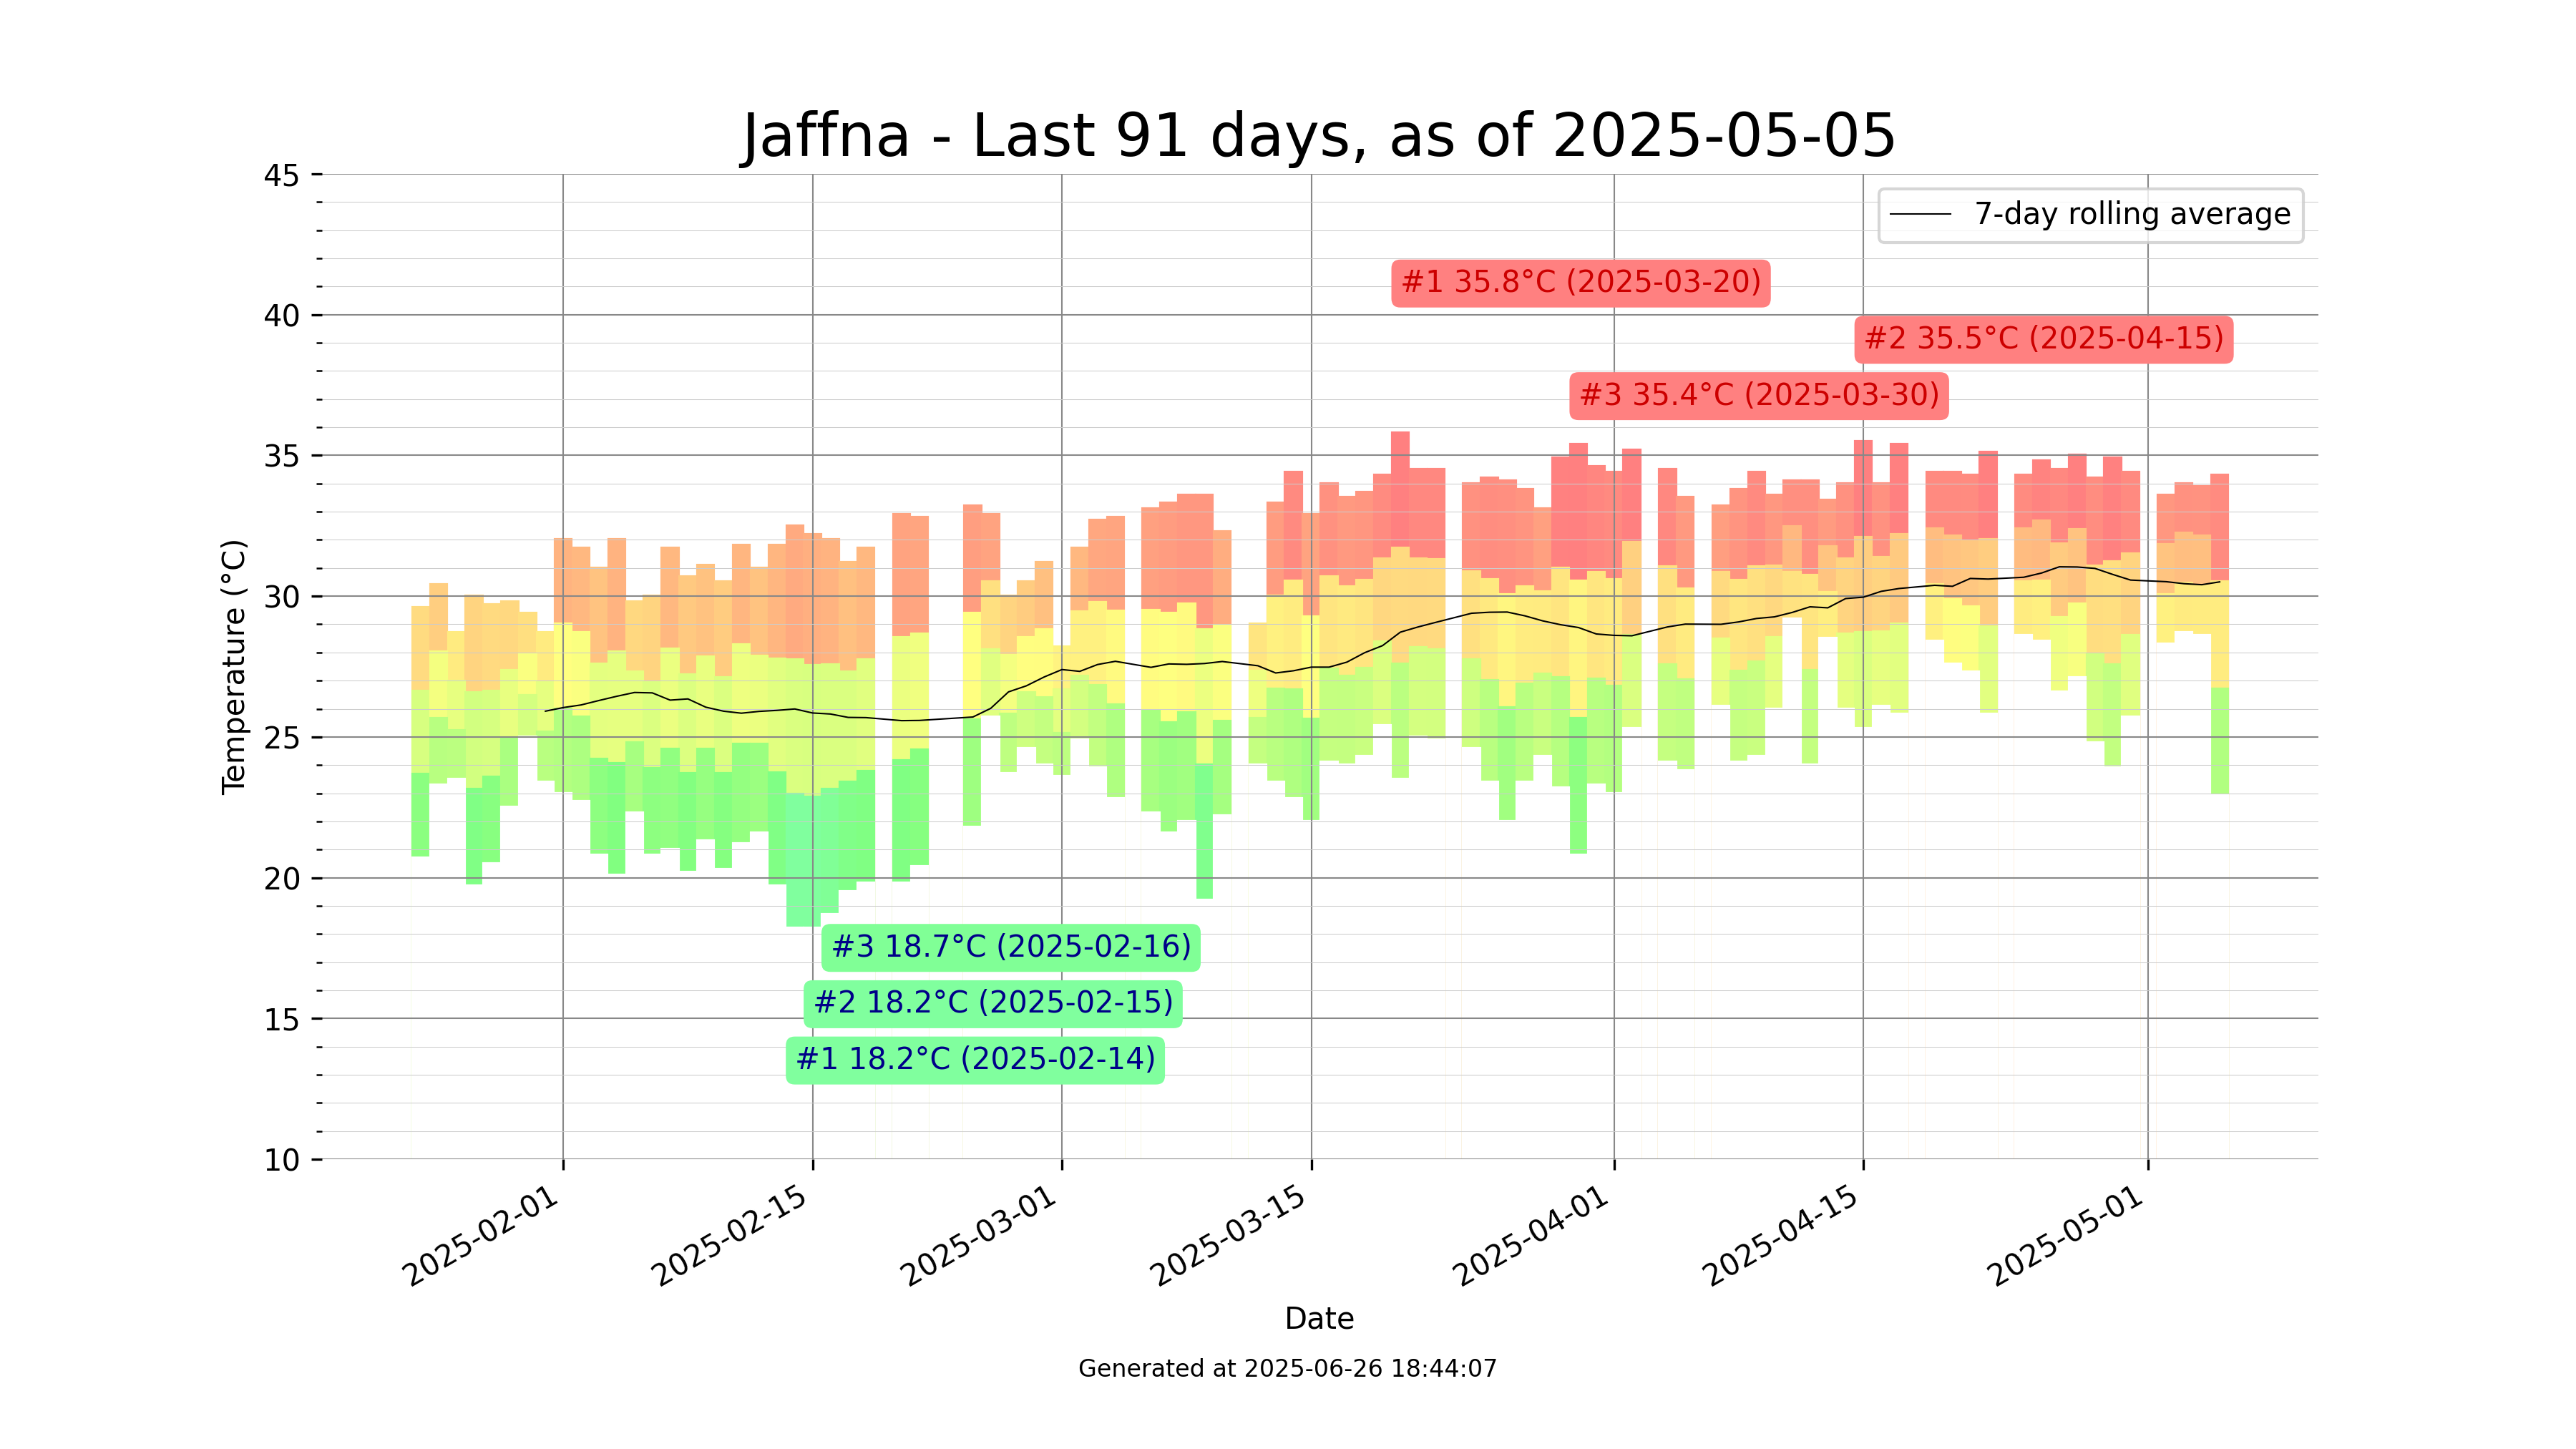 Jaffna - Last 91 days, as of 2025-05-05
45
7-day rolling average
#1 35.8°C (2025-03-20)
40
#2 35.5°C (2025-04-15)
#3 35.4°C (2025-03-30)
35
30
Temperature (°C)
25
20
#3 18.7°C (2025-02-16)
#2 18.2°C (2025-02-15)
15
#1 18.2°C (2025-02-14)
10
2025-02-01
2025-02-15
2025-03-01
2025-03-15
2025-04-01
2025-04-15
2025-05-01
Date
Generated at 2025-06-26 18:44:07